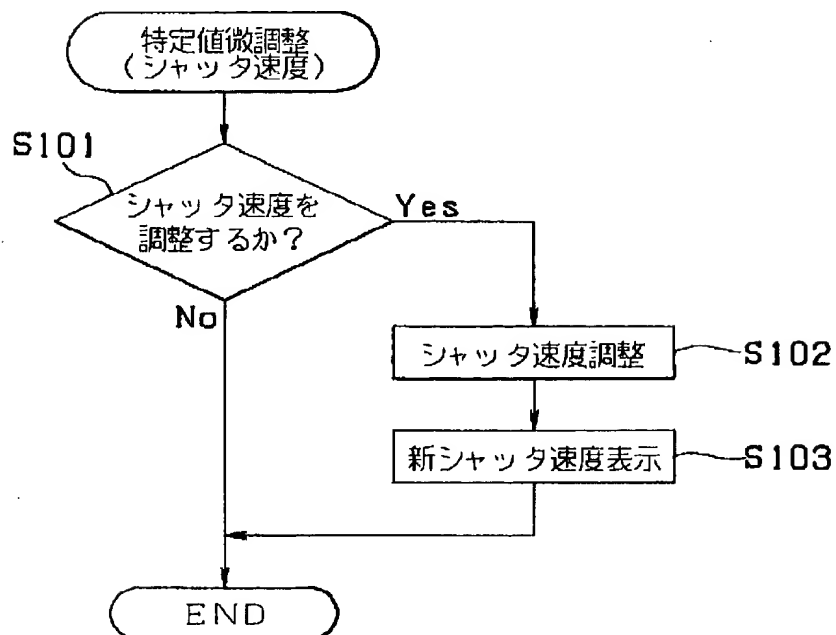 特定値微調整
(シャッタ速度)
S101
シャッタ速度を
調整するか？
Yes
No
シャッタ速度調整
S102
新シャッタ速度表示
S103
END